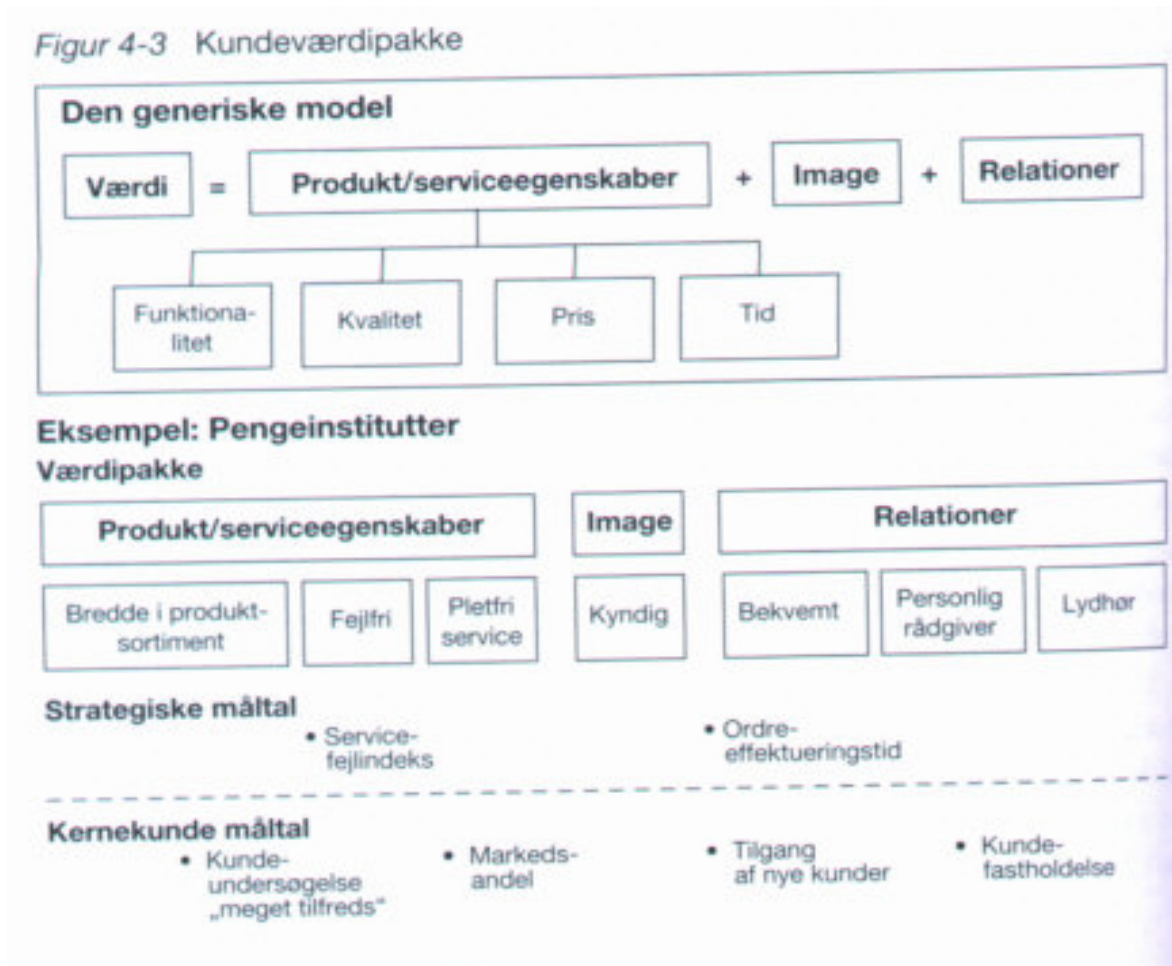 Figur 4-3 Kundeværdipakke
Den generiske model
Værdi = Produkt/serviceegenskaber + Image + Relationer
Funktiona-
litet
Kvalitet
Pris
Tid
Eksempel: Pengeinstitutter
Værdipakke
Produkt/serviceegenskaber
Image
Relationer
Bredde i produkt-
sortiment
Fejlfri
Pletfri
service
Kyndig
Bekvemt
Personlig
rådgiver
Lydhør
Strategiske måltal
• Service-
fejlindeks
• Ordre-
effektueringstid
Kernekunde måltal
• Kunde-
undersøgelse
„meget tilfreds“
• Markeds-
andel
• Tilgang
af nye kunder
• Kunde-
fastholdelse